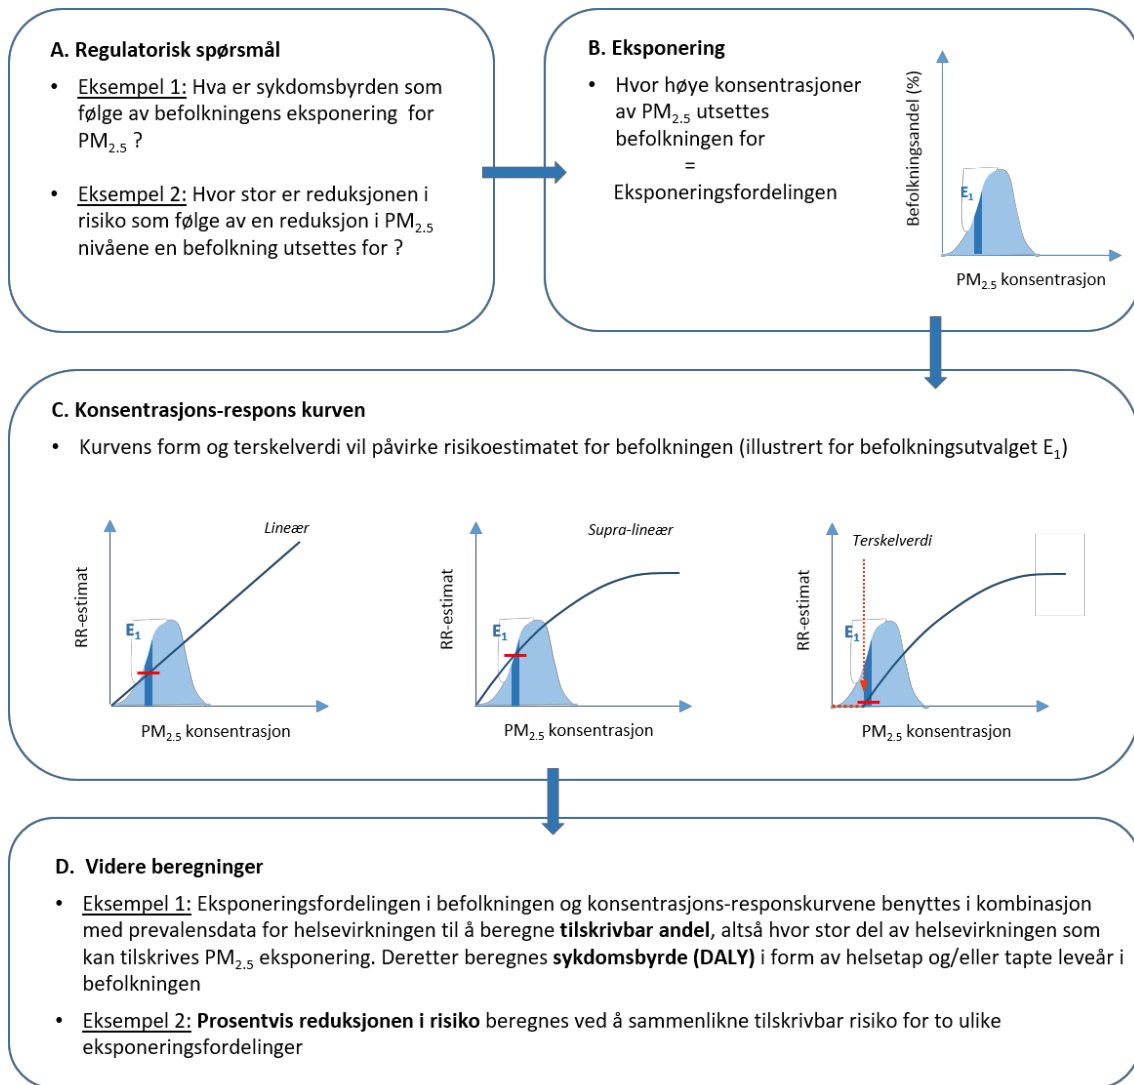 A. Regulatorisk spørsmål
• Eksempel 1: Hva er sykdomsbyrden som
følge av befolkningens eksponering for
PM2.5 ?
• Eksempel 2: Hvor stor er reduksjonen i
risiko som følge av en reduksjon i PM2.5
nivåene en befolkning utsettes for ?
B. Eksponering
• Hvor høye konsentrasjoner
av PM2.5 utsettes
befolkningen for
=
Eksponeringsfordelingen
Befolkningsandel (%)
E1
PM2.5 konsentrasjon
C. Konsentrasjons-respons kurven
• Kurvens form og terskelverdi vil påvirke risikoestimatet for befolkningen (illustrert for befolkningsutvalget E1)
Lineær
RR-estimat
E1
PM2.5 konsentrasjon
Supra-lineær
RR-estimat
E1
PM2.5 konsentrasjon
Terskelverdi
RR-estimat
E1
PM2.5 konsentrasjon
D. Videre beregninger
• Eksempel 1: Eksponeringsfordelingen i befolkningen og konsentrasjons-responskurvene benyttes i kombinasjon
med prevalensdata for helsevirkningen til å beregne tilskrivbar andel, altså hvor stor del av helsevirkningen som
kan tilskrives PM2.5 eksponering. Deretter beregnes sykdomsbyrde (DALY) i form av helsetap og/eller tapte leveår i
befolkningen
• Eksempel 2: Prosentvis reduksjonen i risiko beregnes ved å sammenlikne tilskrivbar risiko for to ulike
eksponeringsfordelinger